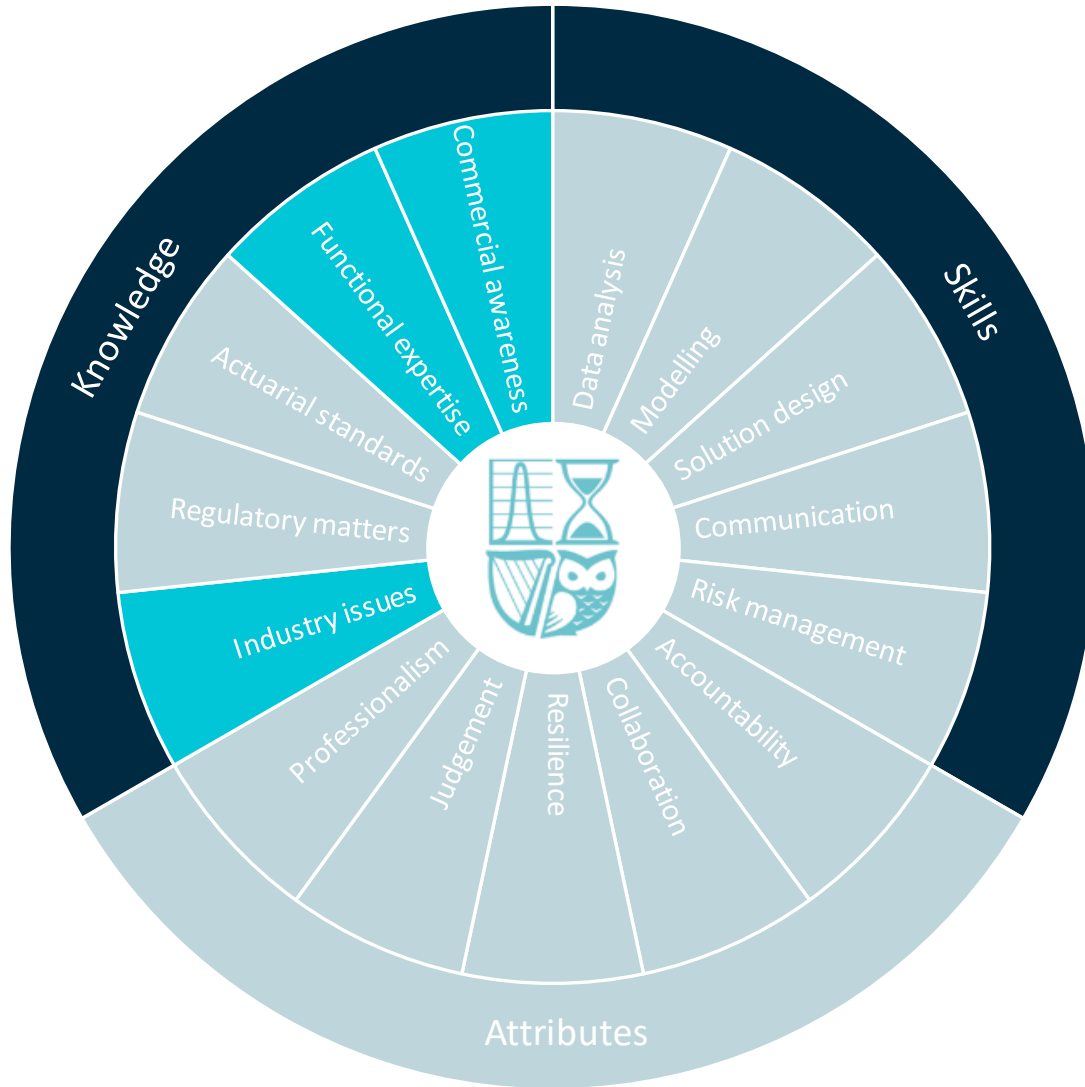 Knowledge
Skills
Attributes
Commercial awareness
Functional expertise
Actuarial standards
Regulatory matters
Industry issues
Data analysis
Modelling
Solution design
Communication
Risk management
Accountability
Collaboration
Resilience
Judgement
Professionalism